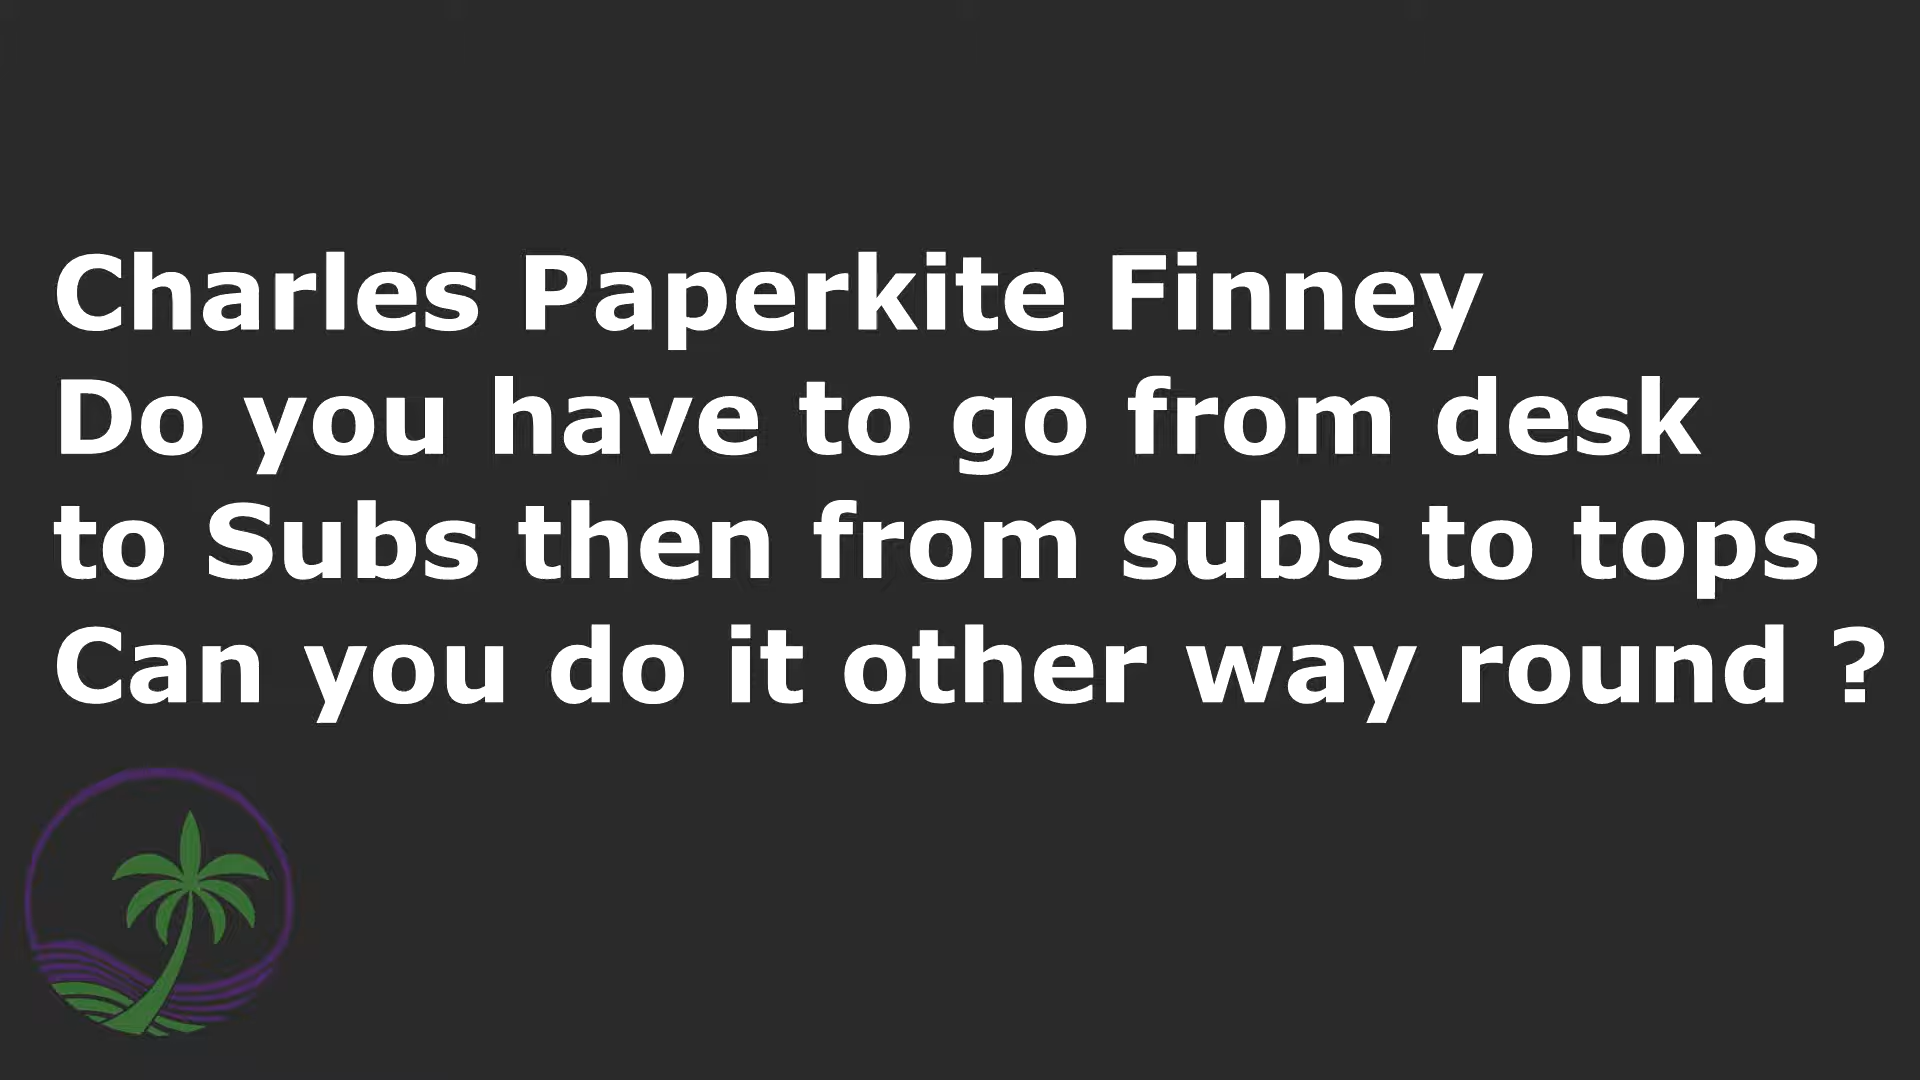 Charles Paperkite Finney
Do you have to go from desk
to Subs then from subs to tops
Can you do it other way round ?